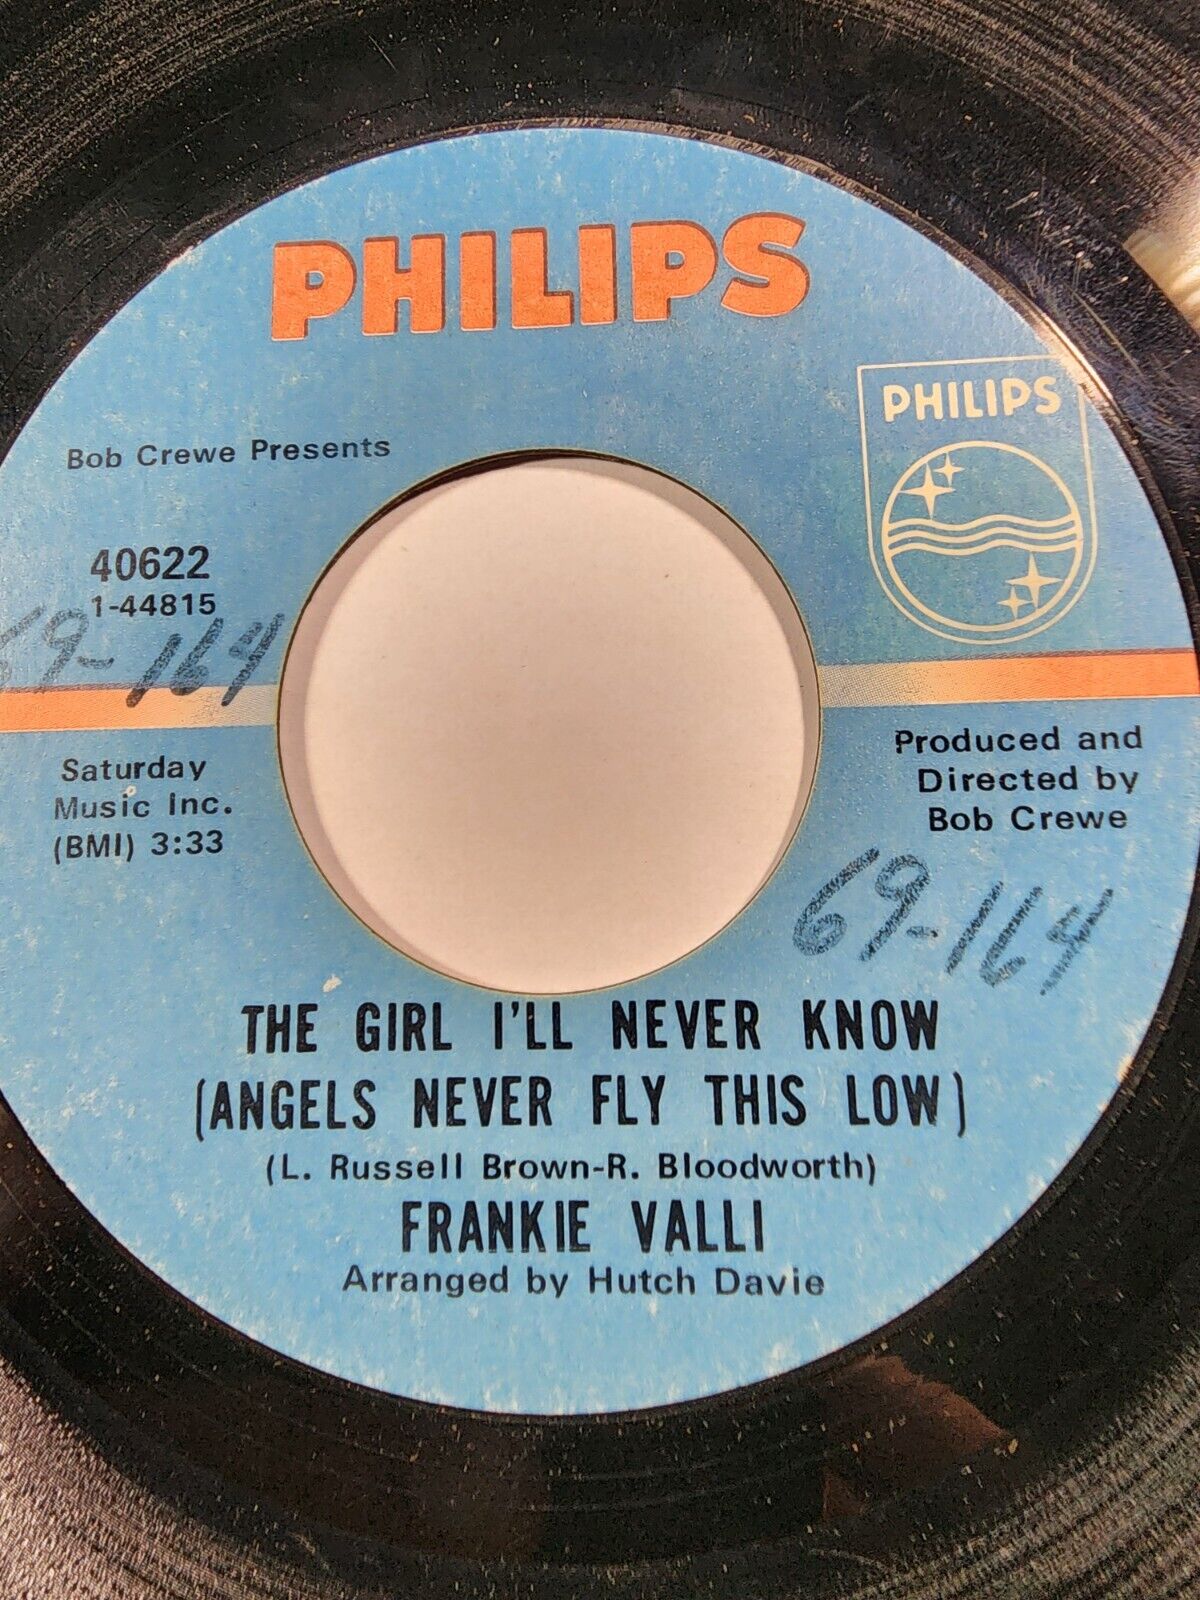 PHILIPS
PHILIPS
Bob Crewe Presents
40622
1-44815
69-164
Saturday
Music Inc.
(BMI) 3:33
Produced and
Directed by
Bob Crewe
69-164
THE GIRL I'LL NEVER KNOW
(ANGELS NEVER FLY THIS LOW)
(L. Russell Brown-R. Bloodworth)
FRANKIE VALLI
Arranged by Hutch Davie